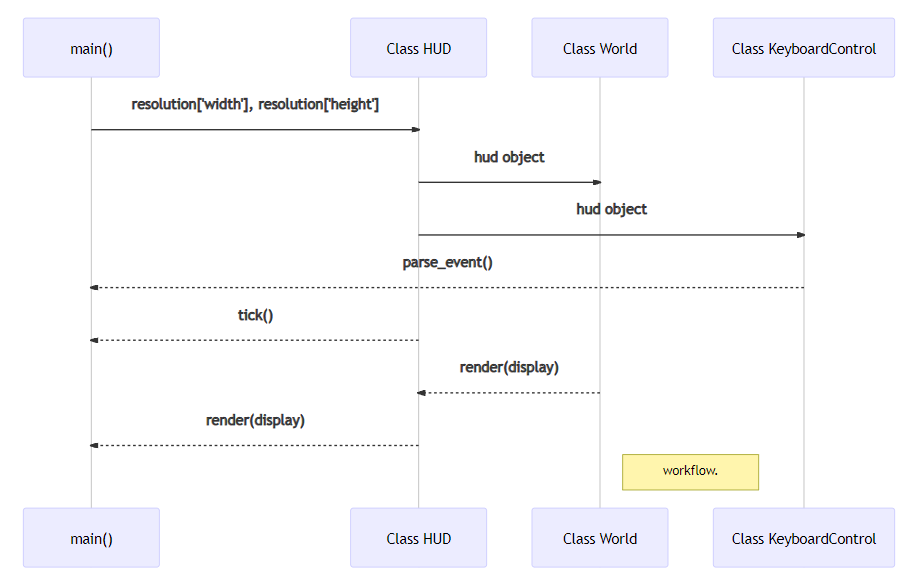 main()
Class HUD
Class World
Class KeyboardControl
resolution['width'], resolution['height']
hud object
hud object
parse_event()
tick()
render(display)
render(display)
workflow.
main()
Class HUD
Class World
Class KeyboardControl